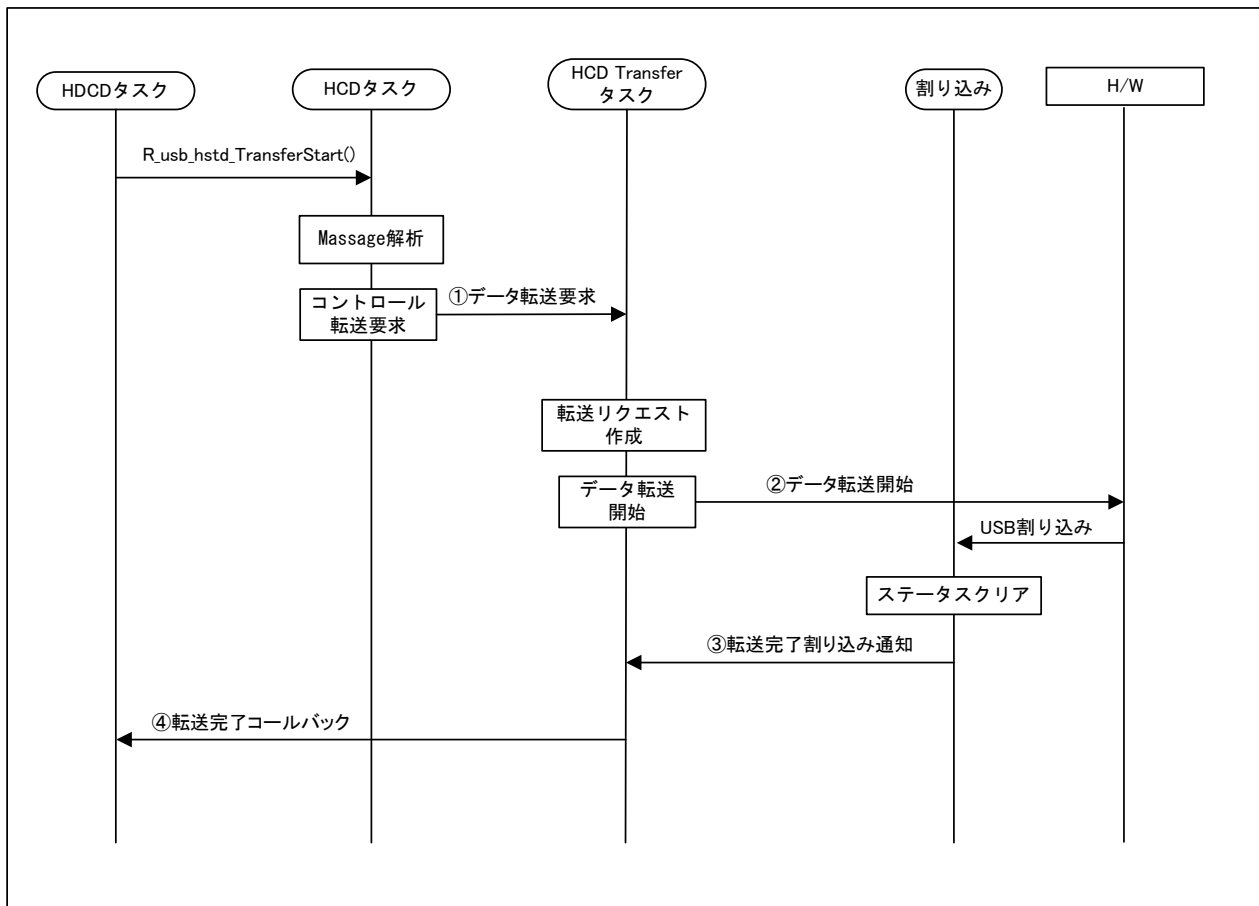 HDCDタスク
HCDタスク
HCD Transfer
タスク
割り込み
H/W
R_usb_hstd_TransferStart()
Massage解析
コントロール
転送要求
①データ転送要求
転送リクエスト
作成
データ転送
開始
②データ転送開始
USB割り込み
ステータスクリア
③転送完了割り込み通知
④転送完了コールバック